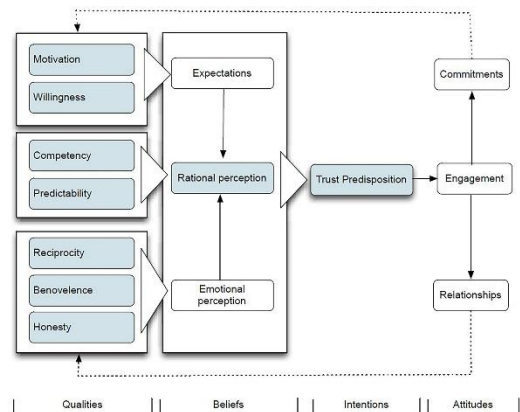 Motivation
Willingness
Competency
Predictability
Reciprocity
Benovelence
Honesty
Expectations
Rational perception
Emotional
perception
Trust Predisposition
Commitments
Engagement
Relationships
Qualities
Beliefs
Intentions
Attitudes